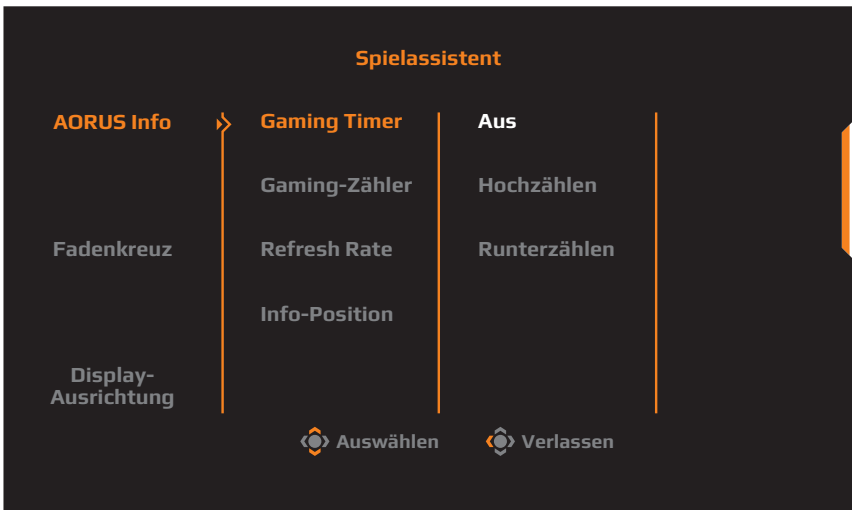 Spielassistent
AORUS Info
Gaming Timer
Aus
Gaming-Zähler
Hochzählen
Fadenkreuz
Refresh Rate
Runterzählen
Info-Position
Display-
Ausrichtung
Auswählen
Verlassen